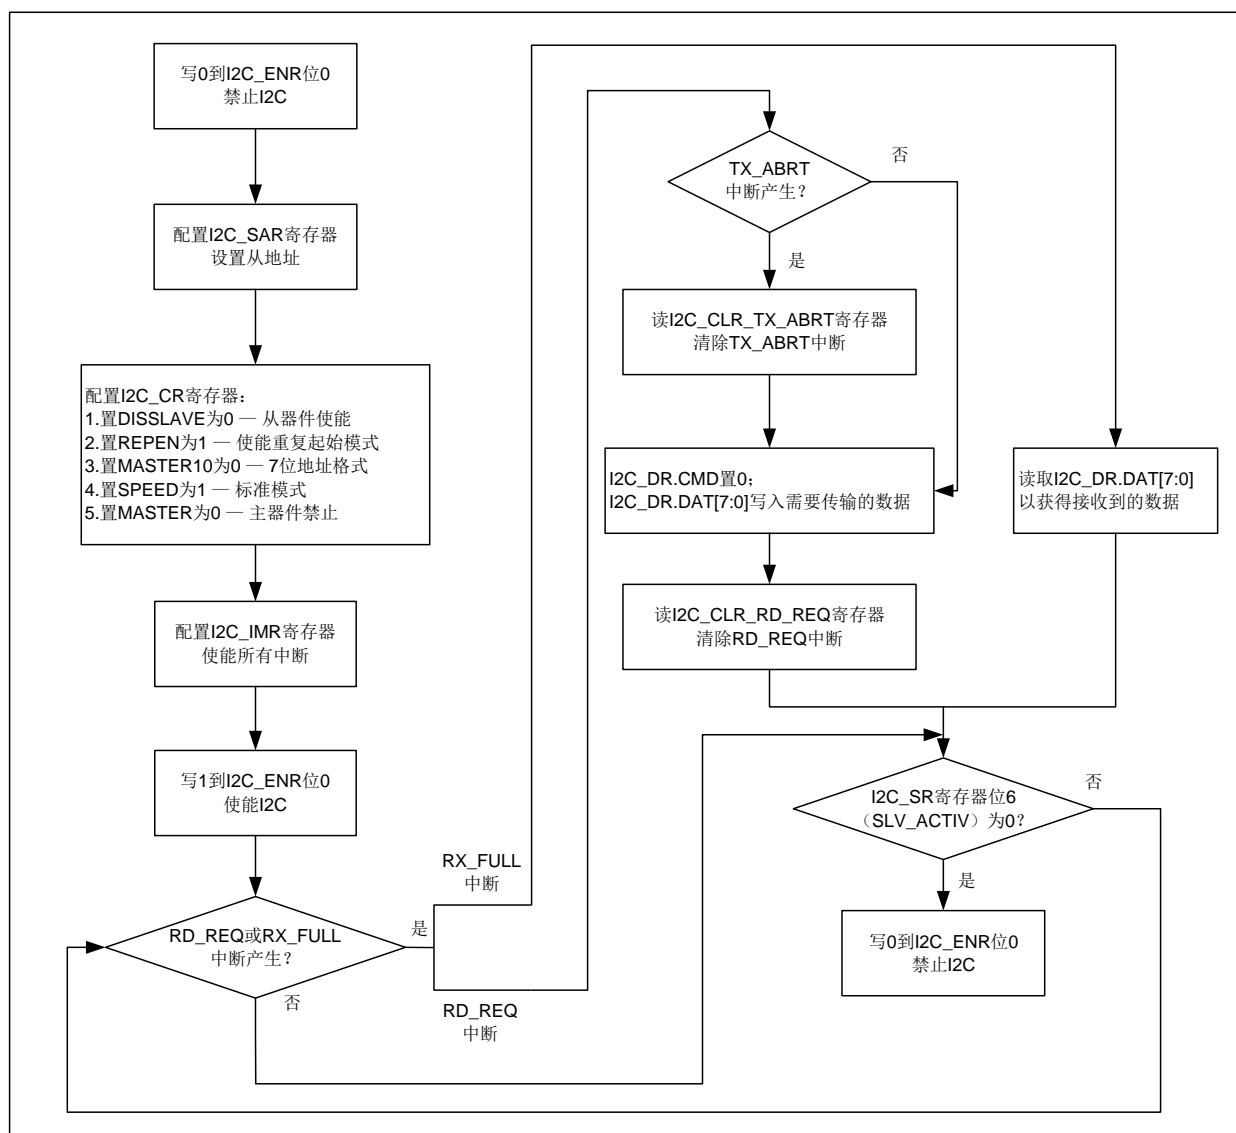 写0到I2C_ENR位0
禁止I2C
配置I2C_SAR寄存器
设置从地址
配置I2C_CR寄存器：
1.置DISSLAVE为0 — 从器件使能
2.置REPEN为1 — 使能重复起始模式
3.置MASTER10为0 — 7位地址格式
4.置SPEED为1 — 标准模式
5.置MASTER为0 — 主器件禁止
配置I2C_IMR寄存器
使能所有中断
写1到I2C_ENR位0
使能I2C
RD_REQ或RX_FULL
中断产生？
是
否
RX_FULL
中断
RD_REQ
中断
TX_ABRT
中断产生？
否
是
读I2C_CLR_TX_ABRT寄存器
清除TX_ABRT中断
I2C_DR.CMD置0；
I2C_DR.DAT[7:0]写入需要传输的数据
读I2C_CLR_RD_REQ寄存器
清除RD_REQ中断
读取I2C_DR.DAT[7:0]
以获得接收到的数据
I2C_SR寄存器位6
（SLV_ACTIV）为0？
否
是
写0到I2C_ENR位0
禁止I2C